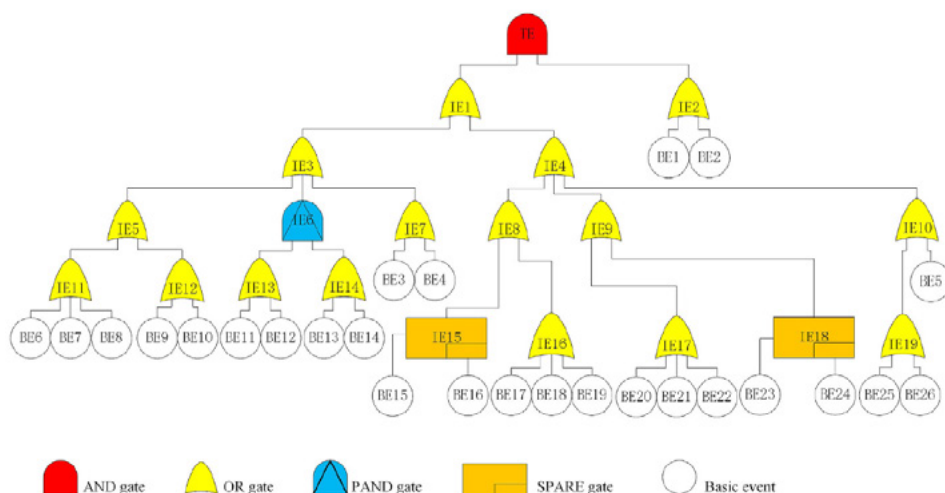 IE
IE1
IE2
BE1 BE2
IE3
IE4
IE5
IE6
IE7
IE8
IE9
IE10
BE3 BE4
BE5
IE11
IE12
IE13
IE14
BE6 BE7 BE8 BE9 BE10 BE11 BE12 BE13 BE14
IE15
IE16
IE17
IE18
IE19
BE15 BE16 BE17 BE18 BE19 BE20 BE21 BE22 BE23 BE24 BE25 BE26
AND gate OR gate PAND gate SPARE gate Basic event